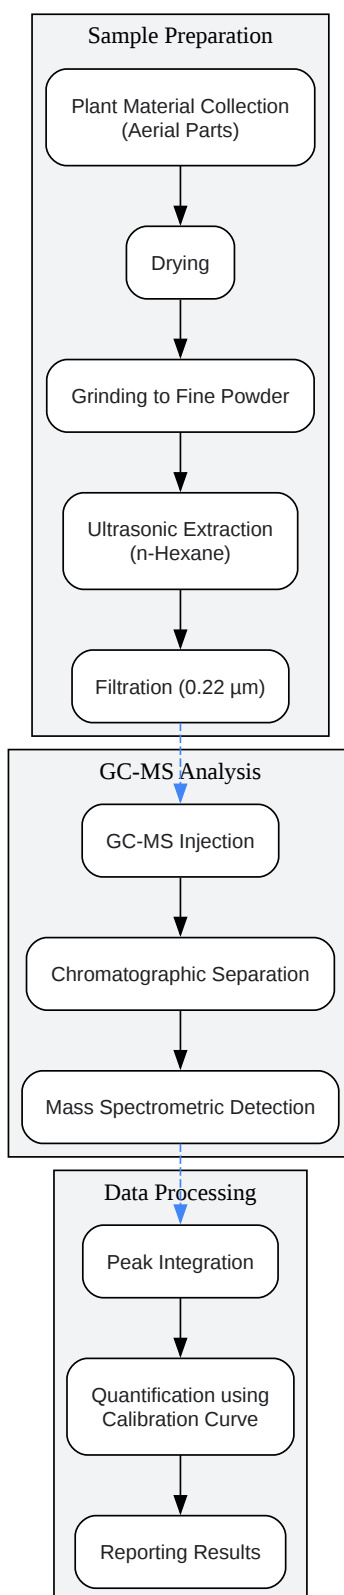 Sample Preparation
Plant Material Collection
(Aerial Parts)
Drying
Grinding to Fine Powder
Ultrasonic Extraction
(n-Hexane)
Filtration (0.22 µm)
GC-MS Analysis
GC-MS Injection
Chromatographic Separation
Mass Spectrometric Detection
Data Processing
Peak Integration
Quantification using
Calibration Curve
Reporting Results